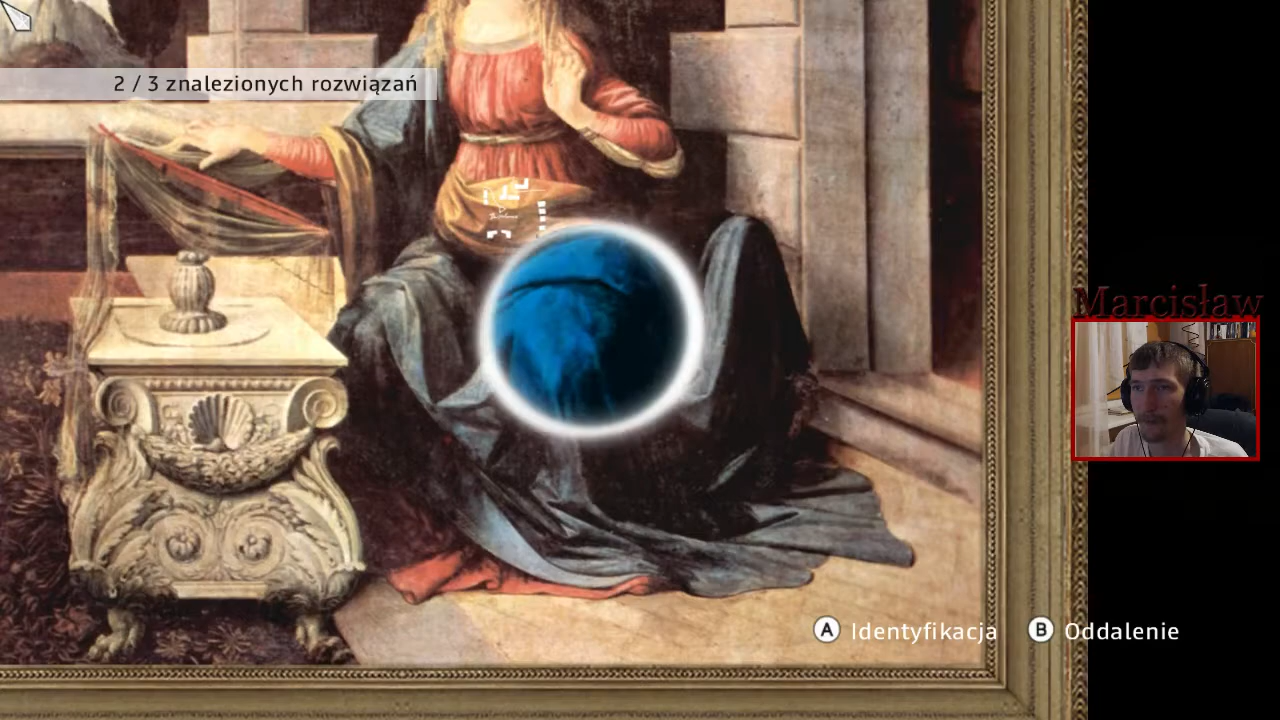 2 / 3 znalezionych rozwiązań
Marcisław
A Identyfikacja B Oddalenie